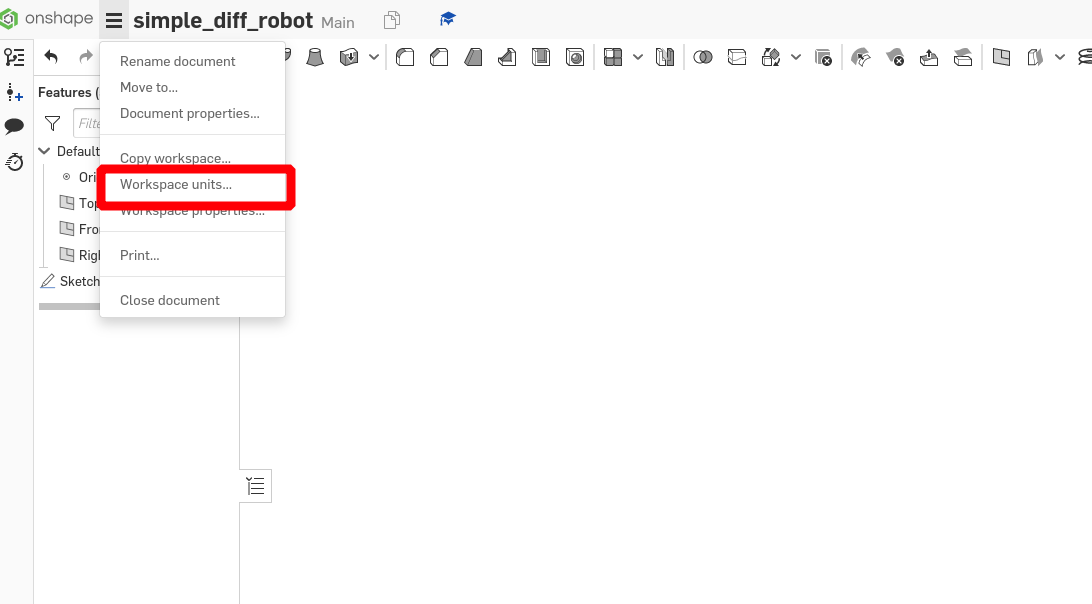 onshape simple_diff_robot Main
Rename document
Move to...
Document properties...
Copy workspace...
Workspace units...
Workspace properties...
Print...
Close document
Features (
Filte
Default
Ori
Top
Fro
Righ
Sketch